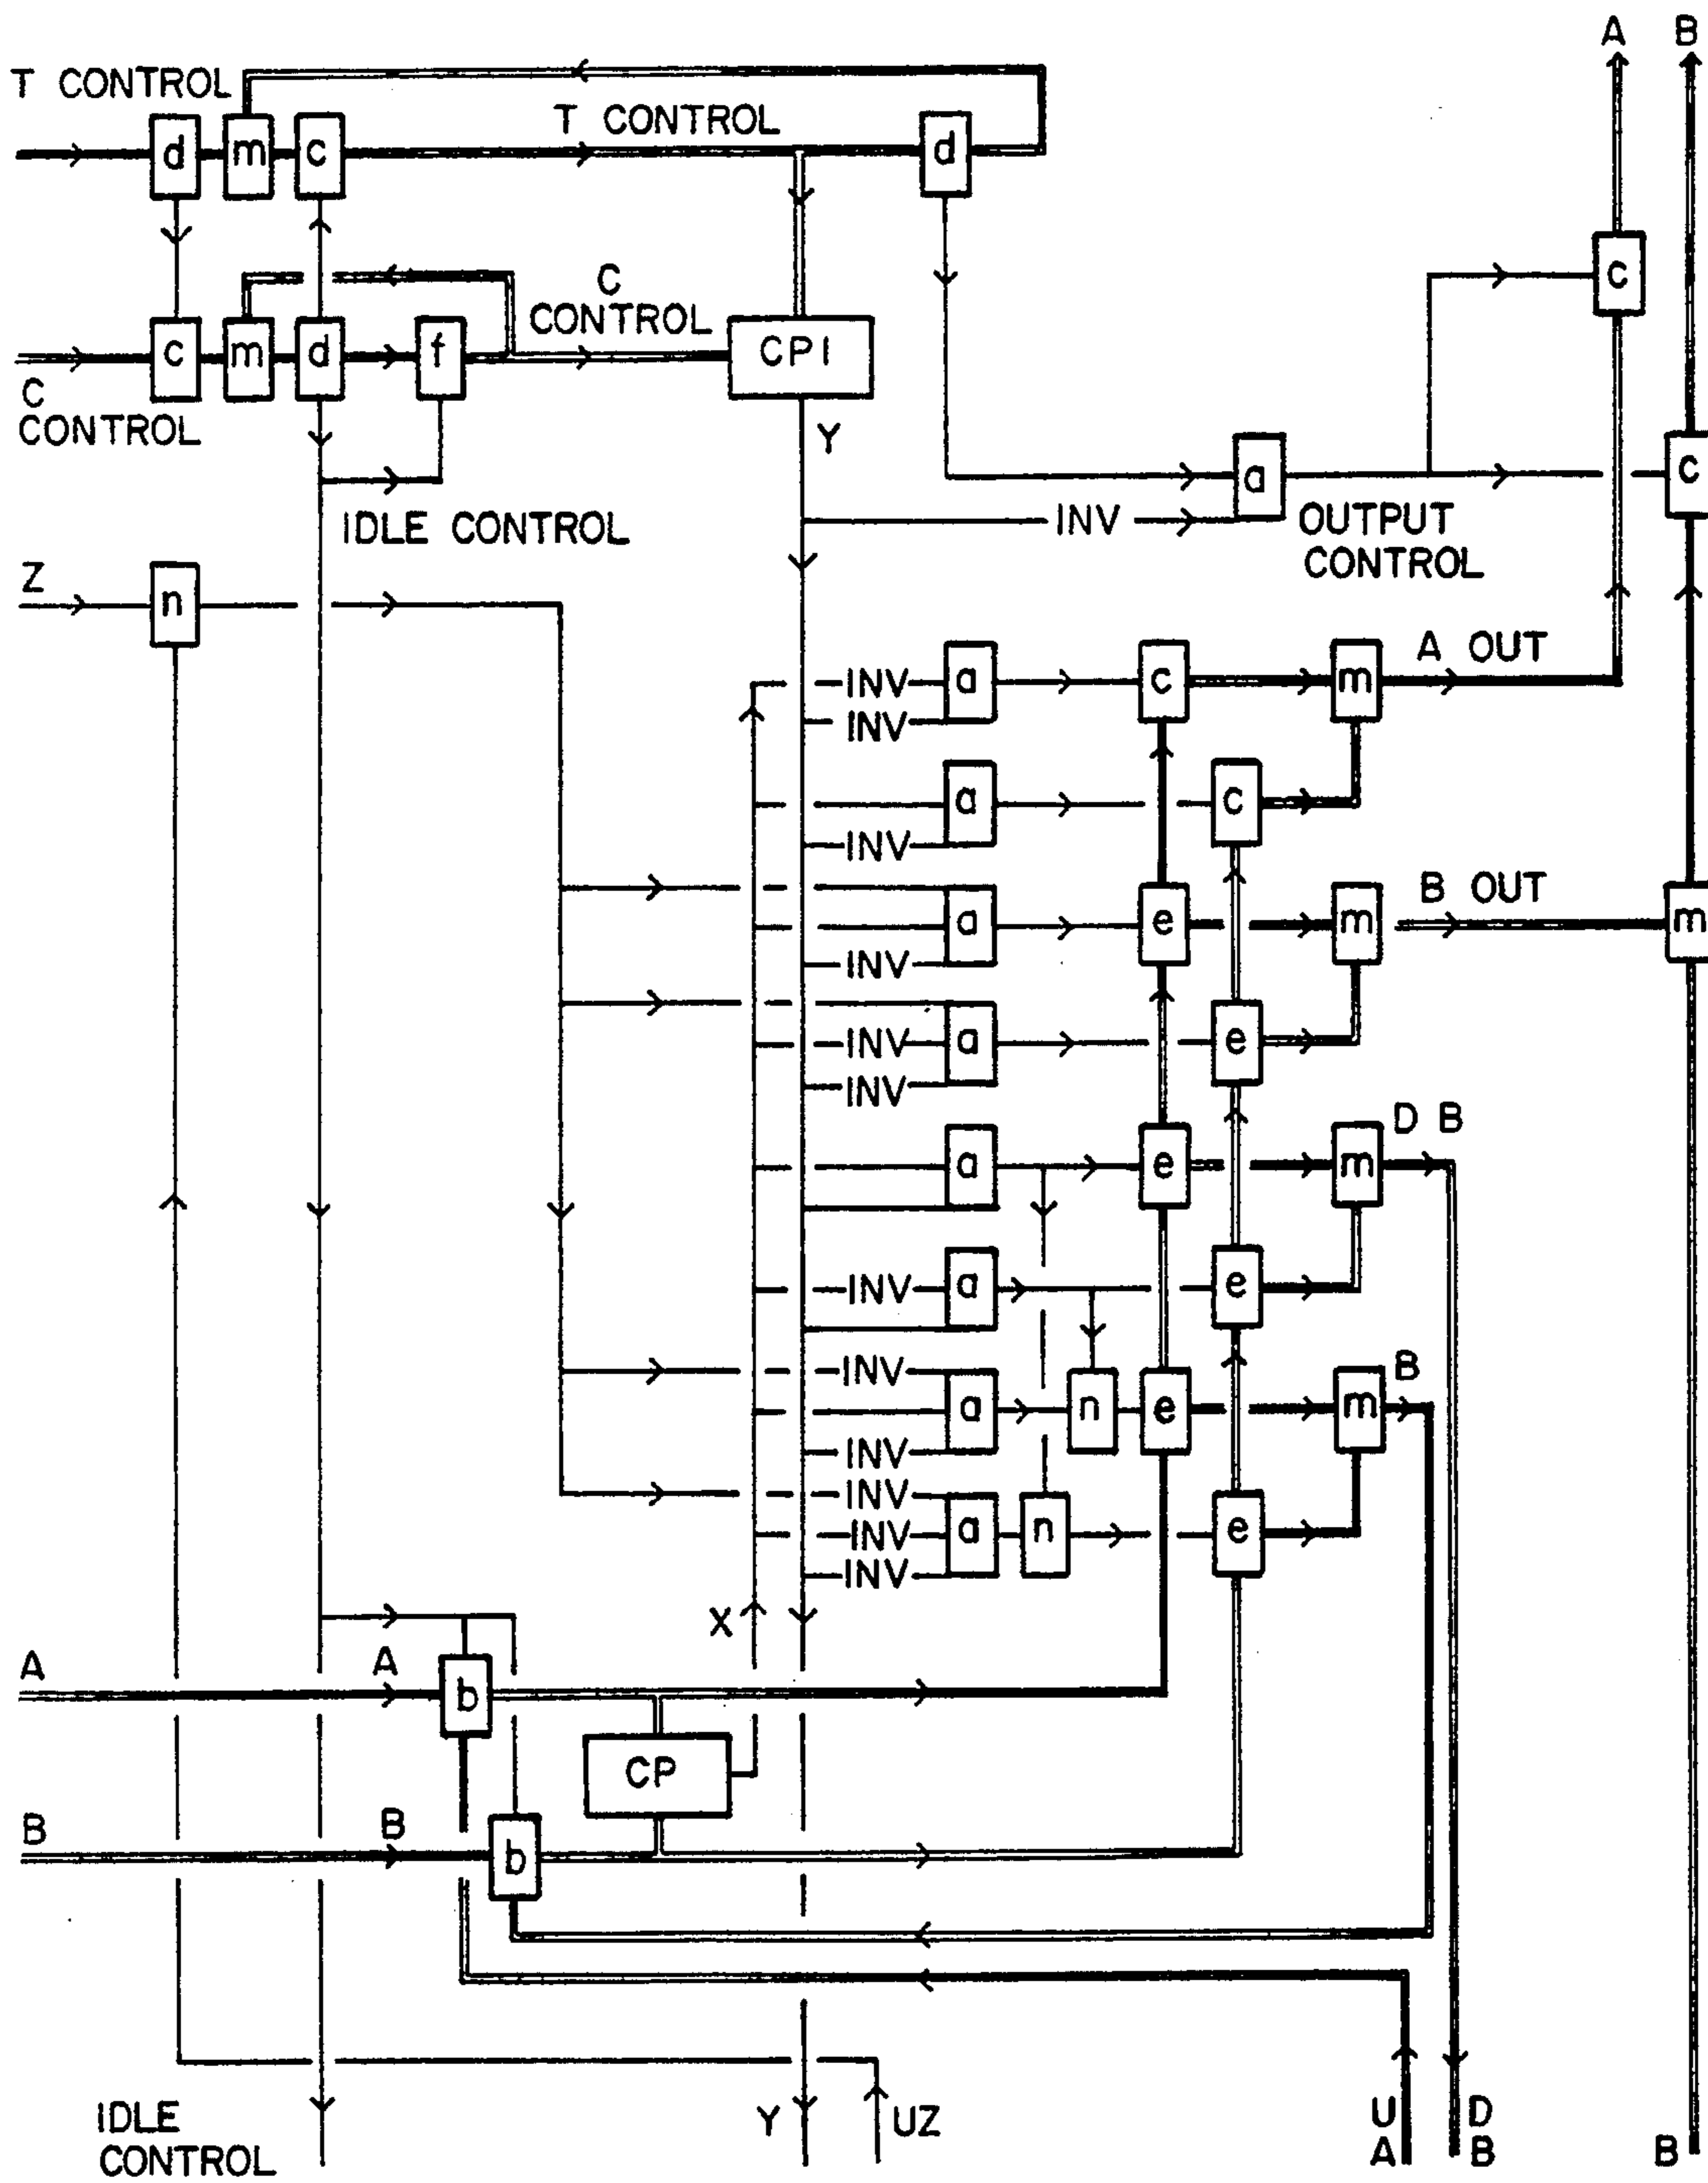 A B
T CONTROL
T CONTROL
d m c d
c
C
CONTROL
c m d f CPI
C
CONTROL
Y
a c
IDLE CONTROL
INV
OUTPUT
CONTROL
Z
n
A OUT
INV a c m
INV
a c
INV
B OUT
a e m m
INV
INV a e
INV
D B
a e m
INV a e
B
INV
a n e m
INV
INV
INV a n e
INV
X
A A
b
CP
B B
b
IDLE
CONTROL
Y UZ
U D
A B B